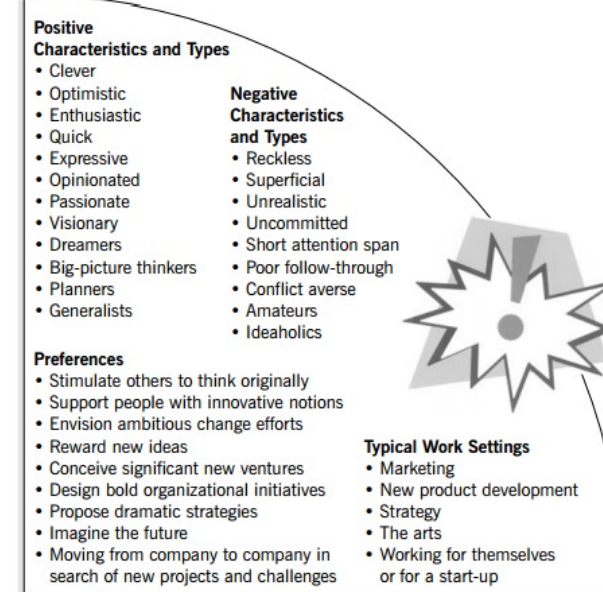 Positive
Characteristics and Types
• Clever
• Optimistic
• Enthusiastic
• Quick
• Expressive
• Opinionated
• Passionate
• Visionary
• Dreamers
• Big-picture thinkers
• Planners
• Generalists
Negative
Characteristics
and Types
• Reckless
• Superficial
• Unrealistic
• Uncommitted
• Short attention span
• Poor follow-through
• Conflict averse
• Amateurs
• Ideaholics
Preferences
• Stimulate others to think originally
• Support people with innovative notions
• Envision ambitious change efforts
• Reward new ideas
• Conceive significant new ventures
• Design bold organizational initiatives
• Propose dramatic strategies
• Imagine the future
• Moving from company to company in
search of new projects and challenges
Typical Work Settings
• Marketing
• New product development
• Strategy
• The arts
• Working for themselves
or for a start-up
!